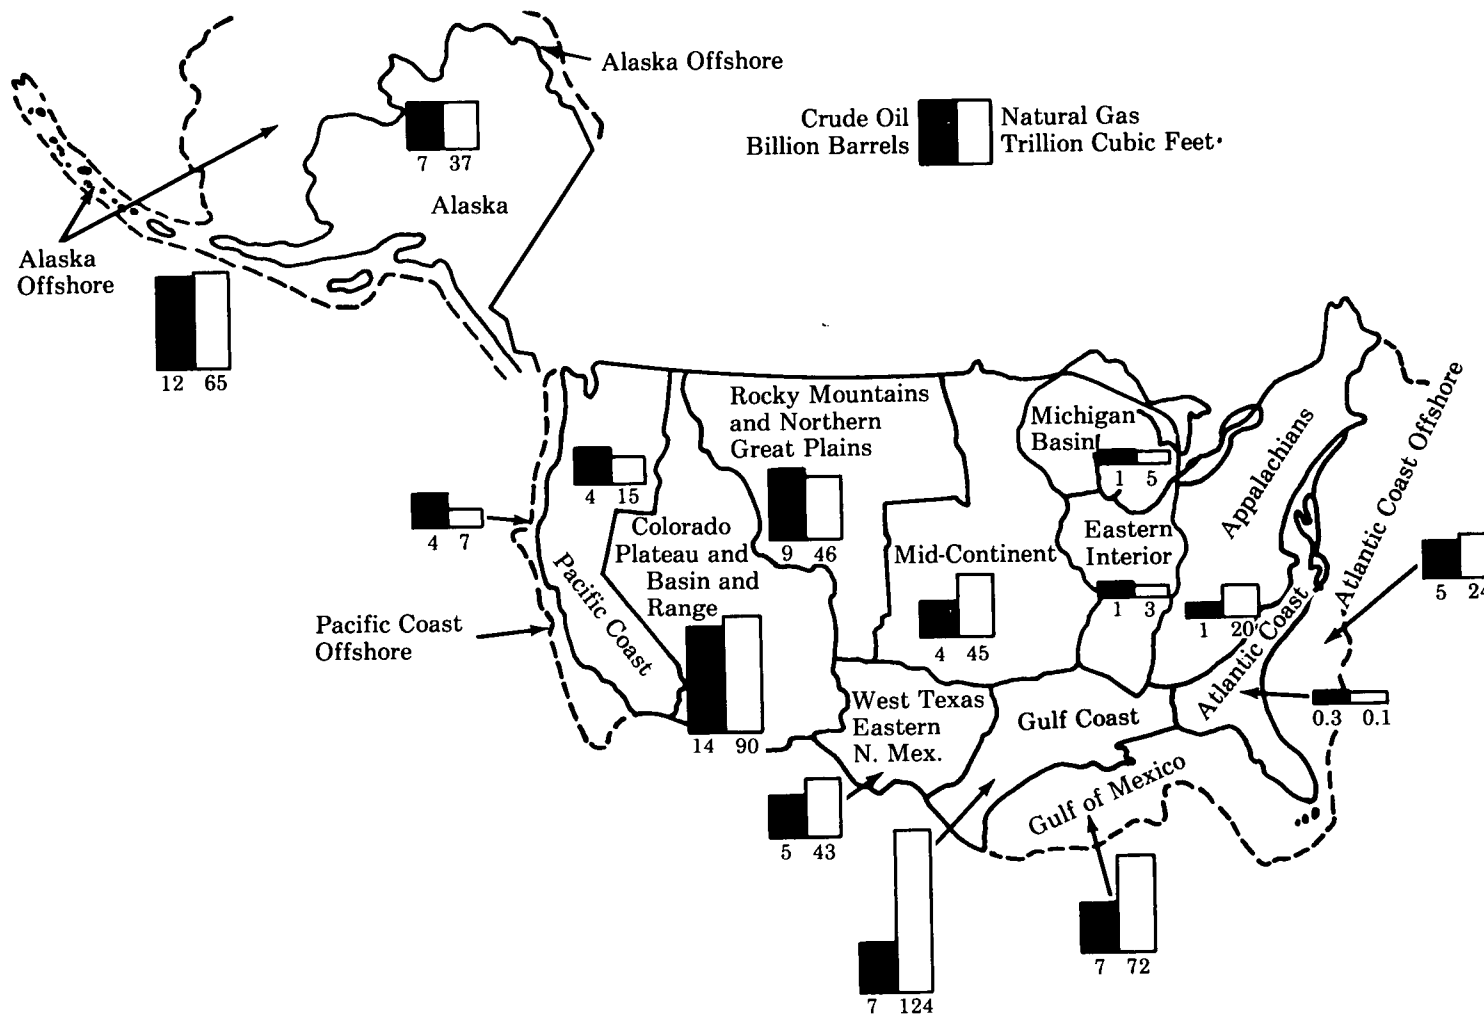 Alaska Offshore
Crude Oil
Billion Barrels
Natural Gas
Trillion Cubic Feet·
7 37
Alaska
Alaska
Offshore
12 65
Rocky Mountains
and Northern
Great Plains
9 46
Michigan
Basin
1 5
Appalachians
1 20
Atlantic Coast Offshore
5 24
4 15
4 7
Colorado
Plateau and
Basin and
Range
14 90
Mid-Continent
4 45
Eastern
Interior
1 3
Pacific Coast
Pacific Coast
Offshore
Atlantic Coast
0.3 0.1
West Texas
Eastern
N. Mex.
5 43
Gulf Coast
7 124
Gulf of Mexico
7 72